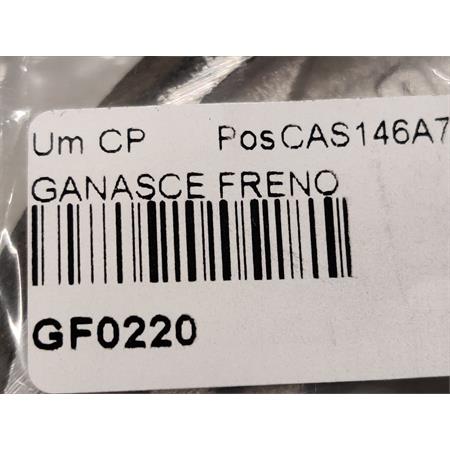 Um CP PosCAS146A7
GANASCE FRENO
GF0220